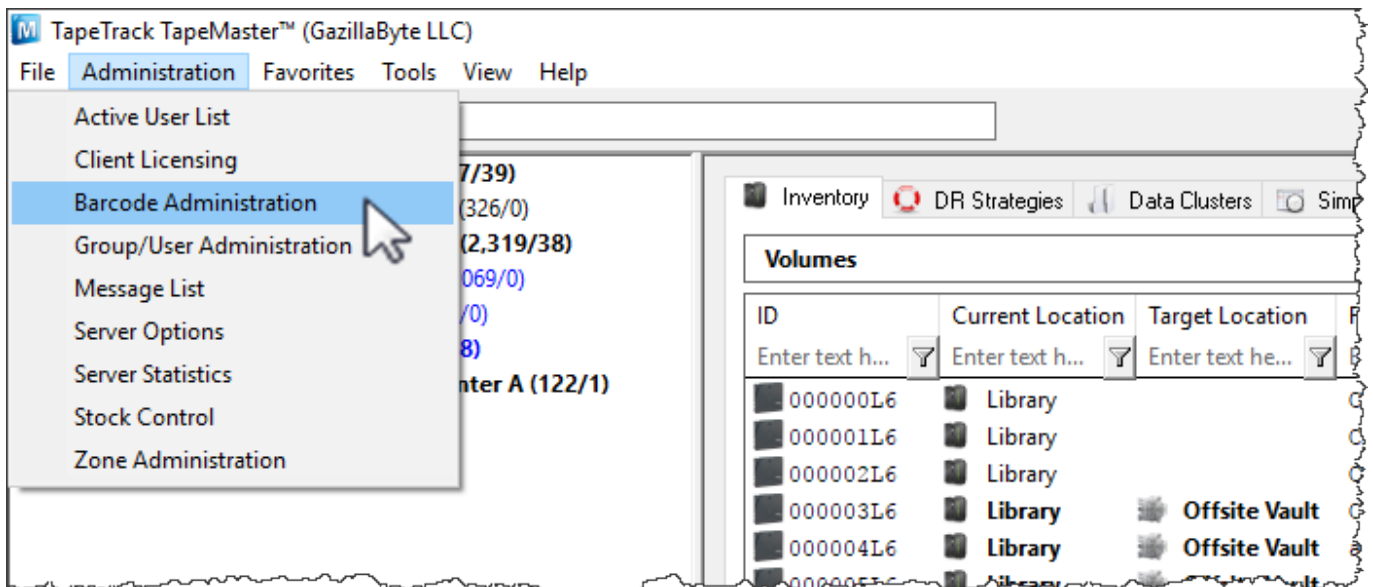 TapeTrack TapeMaster™ (GazillaByte LLC)
File Administration Favorites Tools View Help
Active User List
Client Licensing
Barcode Administration
Group/User Administration
Message List
Server Options
Server Statistics
Stock Control
Zone Administration
7/39)
(326/0)
(2,319/38)
069/0)
/0)
8)
nter A (122/1)
Inventory DR Strategies Data Clusters Simp
Volumes
ID Current Location Target Location
Enter text h... Enter text h... Enter text he...
000000L6 Library
000001L6 Library
000002L6 Library
000003L6 Library Offsite Vault
000004L6 Library Offsite Vault